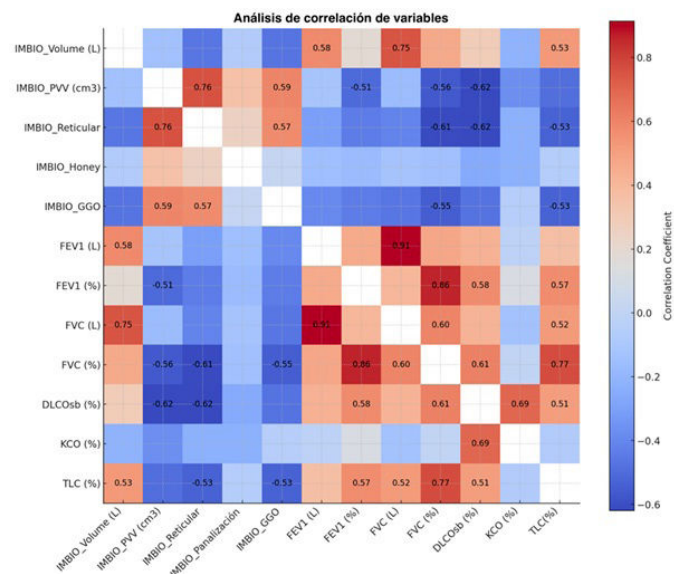 Análisis de correlación de variables
IMBIO_Volume (L) 0.58 0.75 0.53
IMBIO_PVV (cm3) 0.76 0.59 -0.51 -0.56 -0.62
IMBIO_Reticular 0.76 0.57 -0.61 -0.62 -0.53
IMBIO_Honey
IMBIO_GGO 0.59 0.57 -0.55 -0.53
FEV1 (L) 0.58 0.91
FEV1 (%) -0.51 0.86 0.58 0.57
FVC (L) 0.75 0.91 0.60 0.52
FVC (%) -0.56 -0.61 -0.55 0.86 0.60 0.61 0.77
DLCOsb (%) -0.62 -0.62 0.58 0.61 0.69 0.51
KCO (%) 0.69
TLC (%) 0.53 -0.53 -0.53 0.57 0.52 0.77 0.51
IMBIO_Volume (L)
IMBIO_PVV (cm3)
IMBIO_Reticular
IMBIO_Panalización
IMBIO_GGO
FEV1 (L)
FEV1 (%)
FVC (L)
FVC (%)
DLCOsb (%)
KCO (%)
TLC(%)
0.8
0.6
0.4
0.2
0.0
−0.2
−0.4
−0.6
Correlation Coefficient